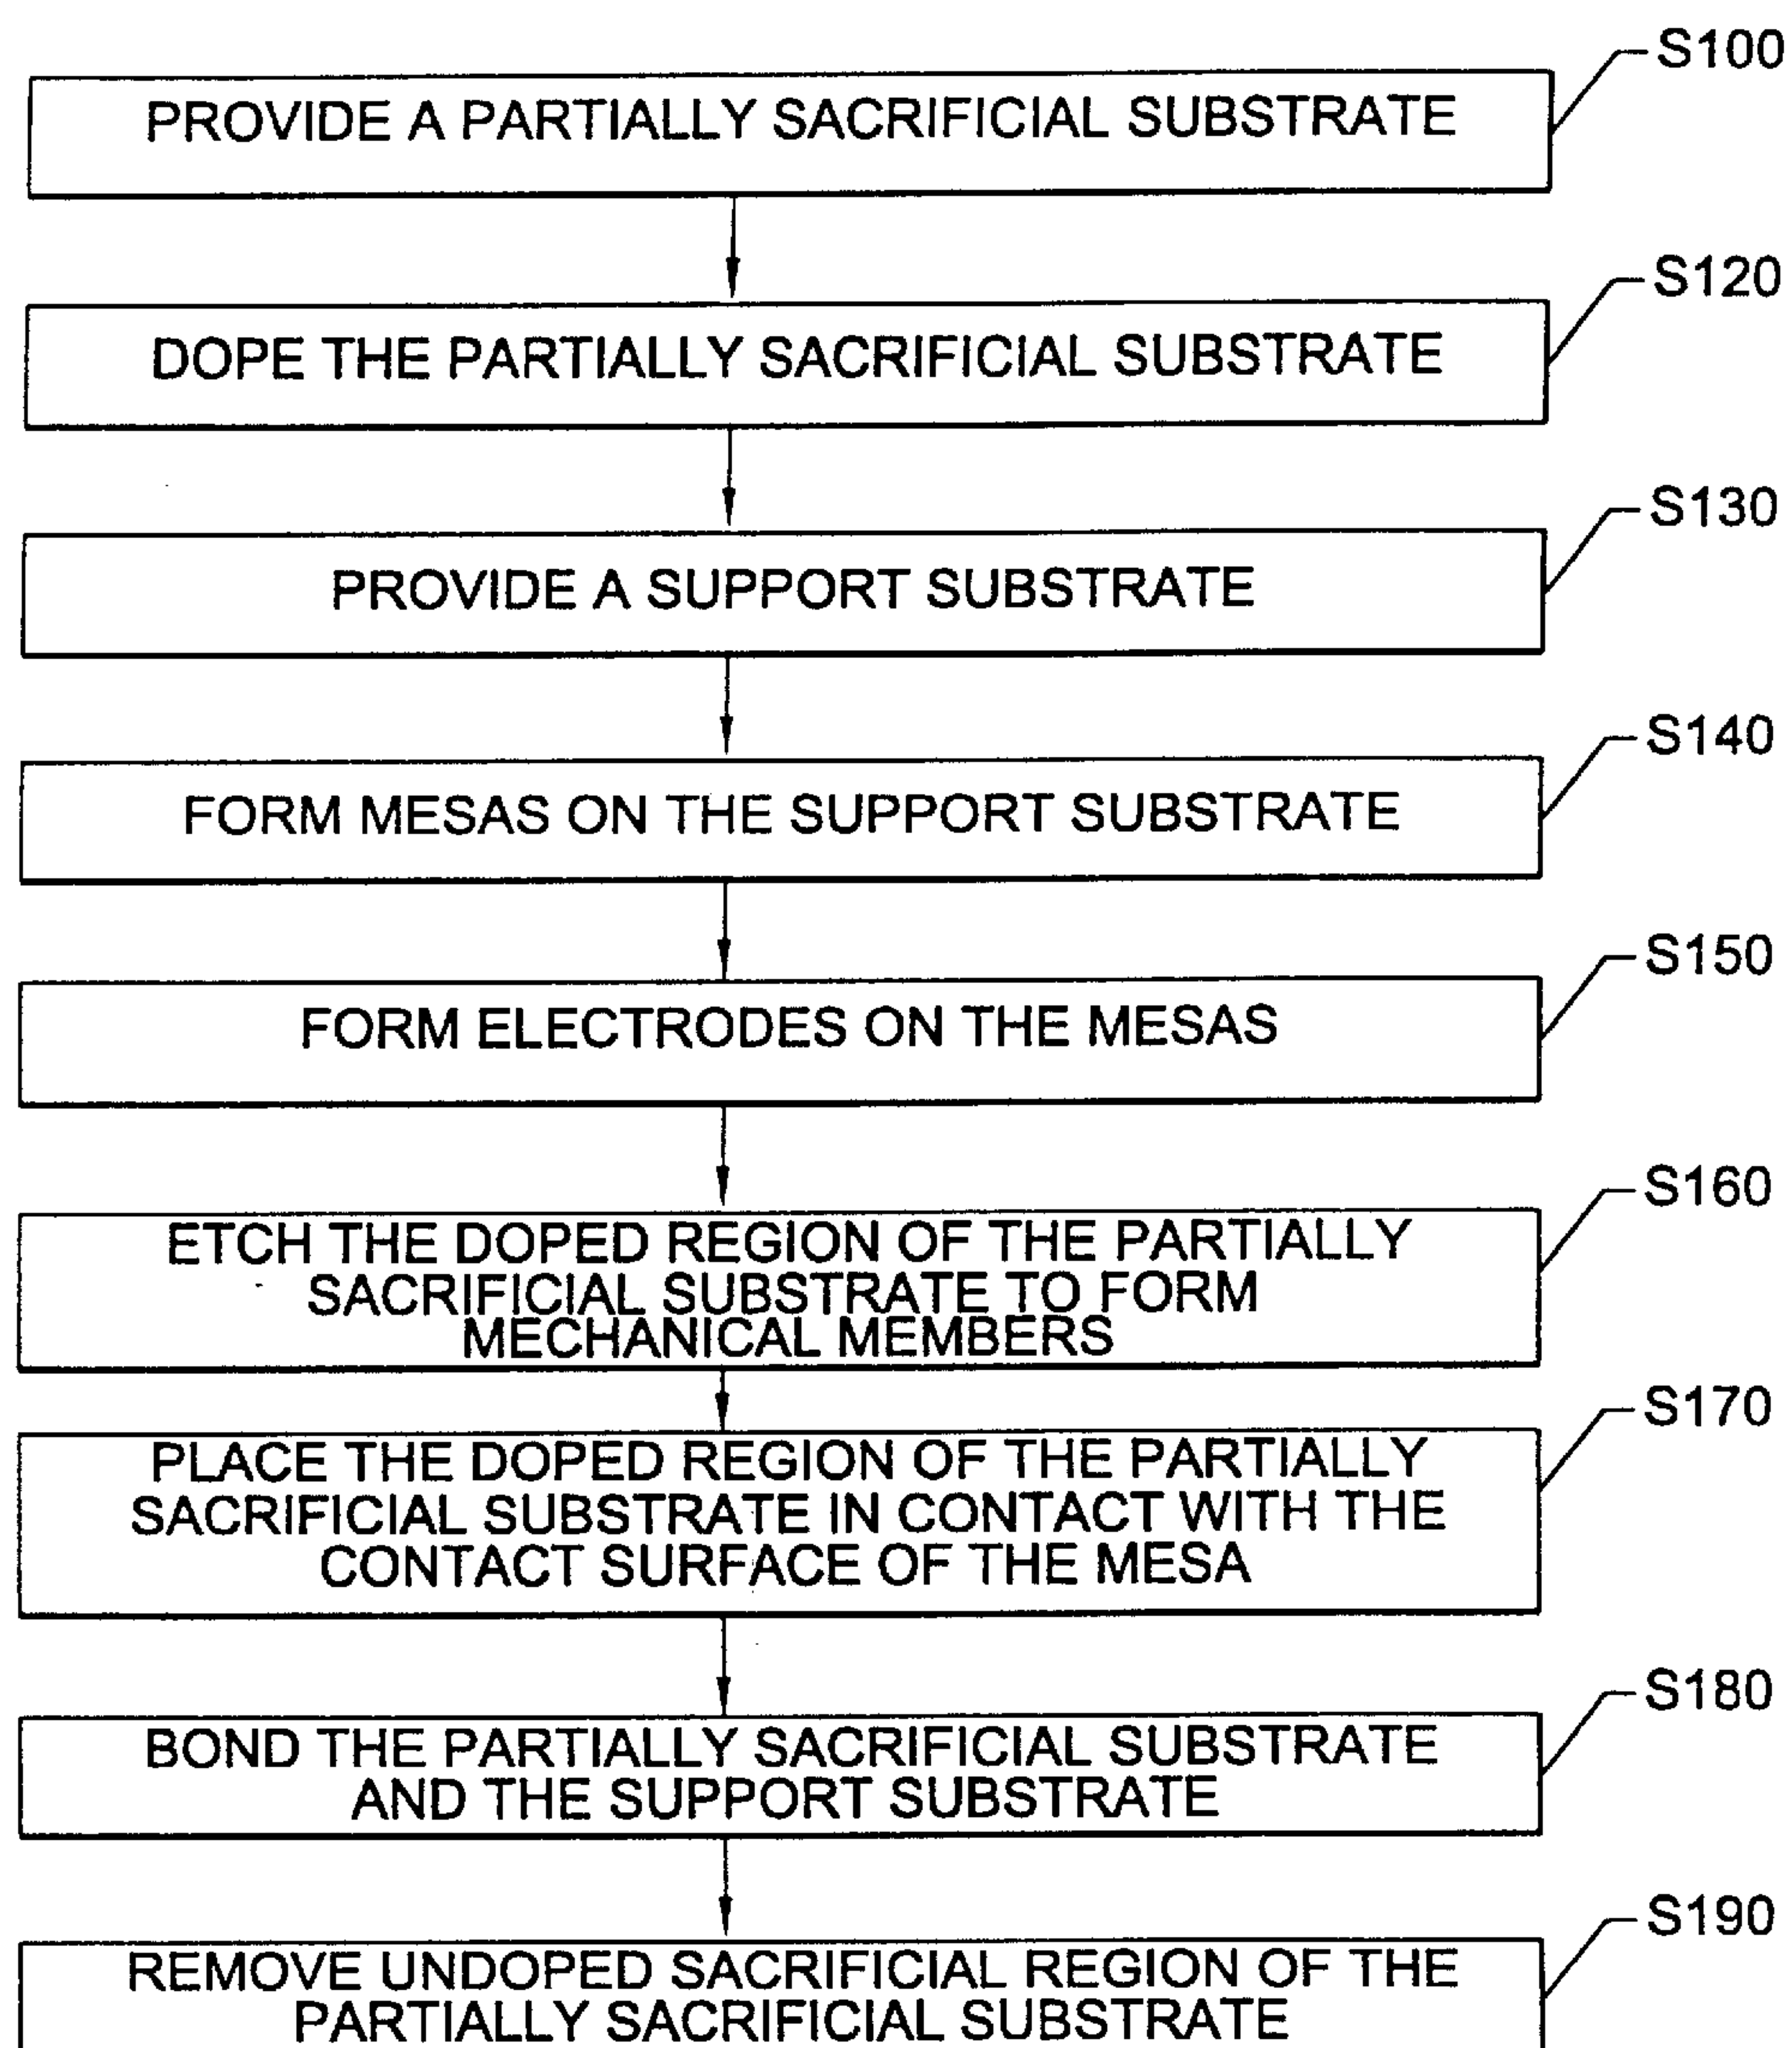 S100
PROVIDE A PARTIALLY SACRIFICIAL SUBSTRATE
S120
DOPE THE PARTIALLY SACRIFICIAL SUBSTRATE
S130
PROVIDE A SUPPORT SUBSTRATE
S140
FORM MESAS ON THE SUPPORT SUBSTRATE
S150
FORM ELECTRODES ON THE MESAS
S160
ETCH THE DOPED REGION OF THE PARTIALLY
SACRIFICIAL SUBSTRATE TO FORM
MECHANICAL MEMBERS
S170
PLACE THE DOPED REGION OF THE PARTIALLY
SACRIFICIAL SUBSTRATE IN CONTACT WITH THE
CONTACT SURFACE OF THE MESA
S180
BOND THE PARTIALLY SACRIFICIAL SUBSTRATE
AND THE SUPPORT SUBSTRATE
S190
REMOVE UNDOPED SACRIFICIAL REGION OF THE
PARTIALLY SACRIFICIAL SUBSTRATE